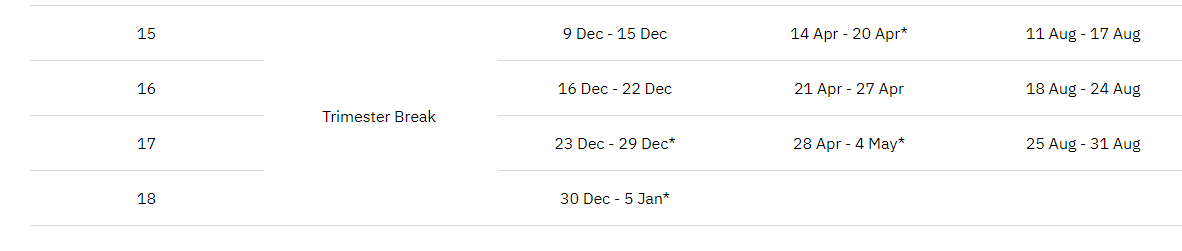 15 9 Dec - 15 Dec 14 Apr - 20 Apr* 11 Aug - 17 Aug
16 16 Dec - 22 Dec 21 Apr - 27 Apr 18 Aug - 24 Aug
Trimester Break
17 23 Dec - 29 Dec* 28 Apr - 4 May* 25 Aug - 31 Aug
18 30 Dec - 5 Jan*